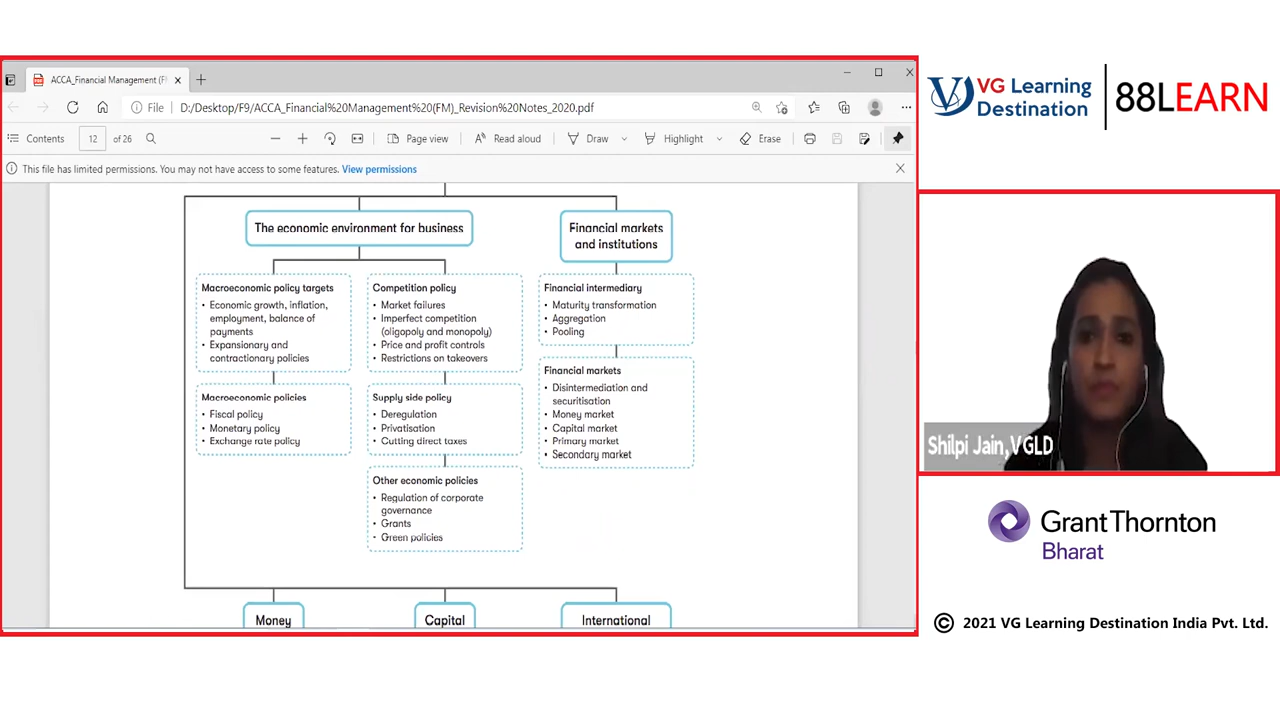 ACCA_Financial Management (F
File
D:/Desktop/F9/ACCA_Financial%20Management%20(FM)_Revision%20Notes_2020.pdf
Contents
12
of 26
Page view
Read aloud
Draw
Highlight
Erase
This file has limited permissions. You may not have access to some features. View permissions
The economic environment for business
Financial markets
and institutions
Macroeconomic policy targets
• Economic growth, inflation,
employment, balance of
payments
• Expansionary and
contractionary policies
Macroeconomic policies
• Fiscal policy
• Monetary policy
• Exchange rate policy
Competition policy
• Market failures
• Imperfect competition
(oligopoly and monopoly)
• Price and profit controls
• Restrictions on takeovers
Supply side policy
• Deregulation
• Privatisation
• Cutting direct taxes
Other economic policies
• Regulation of corporate
governance
• Grants
• Green policies
Financial intermediary
• Maturity transformation
• Aggregation
• Pooling
Financial markets
• Disintermediation and
securitisation
• Money market
• Capital market
• Primary market
• Secondary market
Money
Capital
International
VG Learning
Destination
88LEARN
Shilpi Jain,VGLD
Grant Thornton
Bharat
© 2021 VG Learning Destination India Pvt. Ltd.